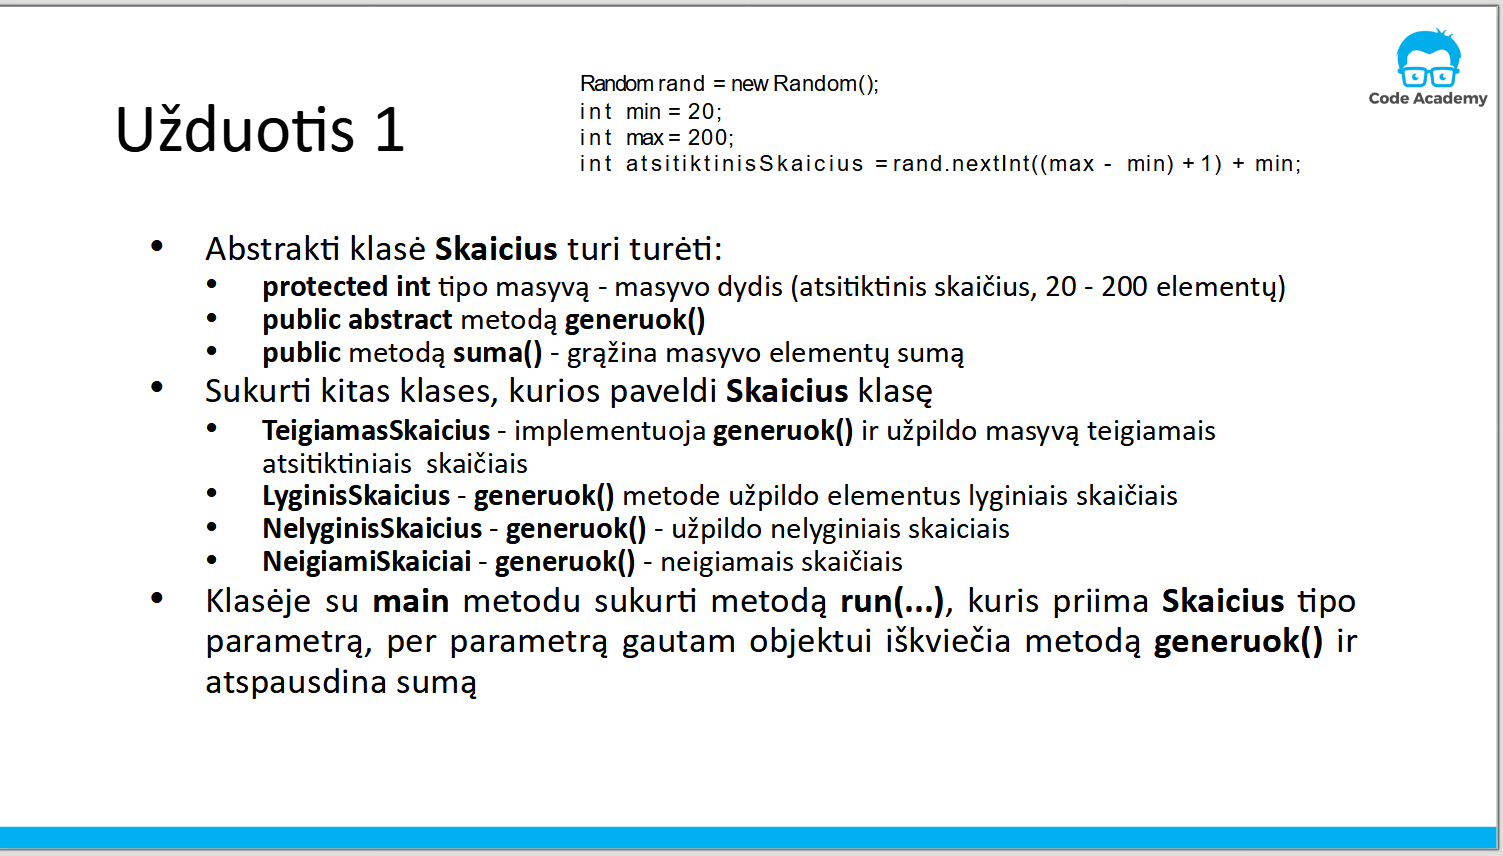 Code Academy
Random rand = new Random();
int min = 20;
int max = 200;
int atsitiktinisSkaicius = rand.nextInt((max - min) + 1) + min;
Užduotis 1
• Abstrakti klasė Skaicius turi turėti:
• protected int tipo masyvą - masyvo dydis (atsitiktinis skaičius, 20 - 200 elementų)
• public abstract metodą generuok()
• public metodą suma() - grąžina masyvo elementų sumą
• Sukurti kitas klases, kurios paveldi Skaicius klasę
• TeigiamasSkaicius - implementuoja generuok() ir užpildo masyvą teigiamais
atsitiktiniais skaičiais
• LyginisSkaicius - generuok() metode užpildo elementus lyginiais skaičiais
• NelyginisSkaicius - generuok() - užpildo nelyginiais skaiciais
• NeigiamiSkaiciai - generuok() - neigiamais skaičiais
• Klasėje su main metodu sukurti metodą run(...), kuris priima Skaicius tipo
parametrą, per parametrą gautam objektui iškviečia metodą generuok() ir
atspausdina sumą